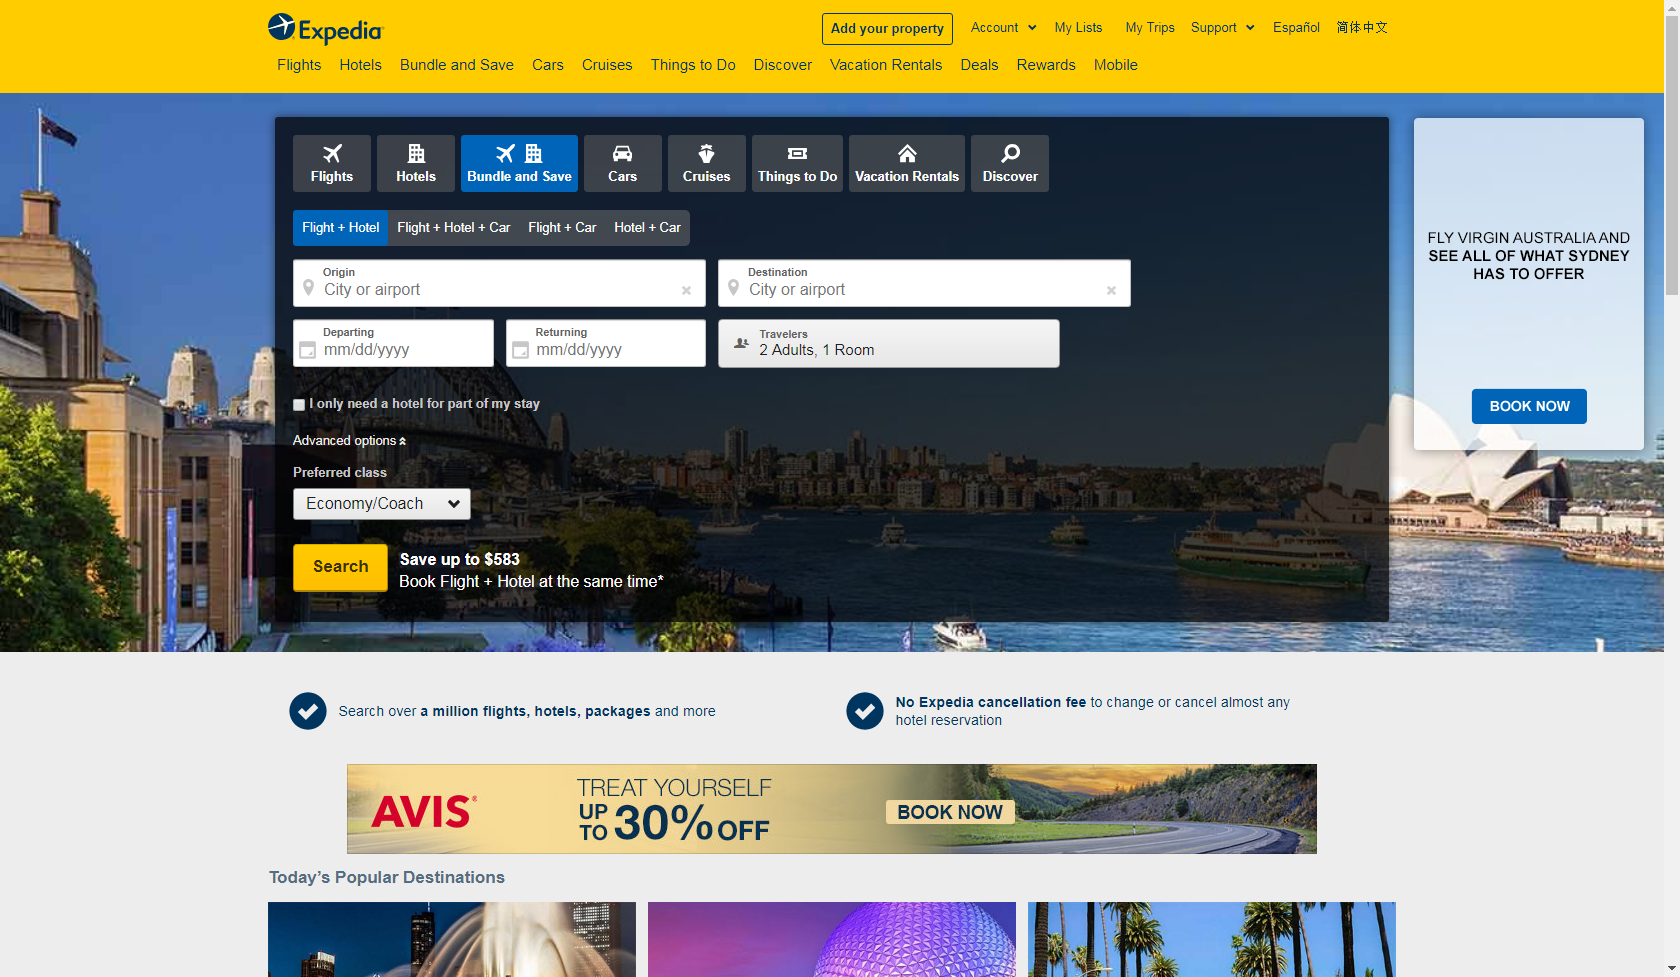 Expedia
Add your property
Account
My Lists
My Trips
Support
Español
简体中文
Flights
Hotels
Bundle and Save
Cars
Cruises
Things to Do
Discover
Vacation Rentals
Deals
Rewards
Mobile
Flights
Hotels
Bundle and Save
Cars
Cruises
Things to Do
Vacation Rentals
Discover
Flight + Hotel
Flight + Hotel + Car
Flight + Car
Hotel + Car
Origin
City or airport
Destination
City or airport
Departing
mm/dd/yyyy
Returning
mm/dd/yyyy
Travelers
2 Adults, 1 Room
I only need a hotel for part of my stay
Advanced options
Preferred class
Economy/Coach
Search
Save up to $583
Book Flight + Hotel at the same time*
FLY VIRGIN AUSTRALIA AND
SEE ALL OF WHAT SYDNEY
HAS TO OFFER
BOOK NOW
Search over a million flights, hotels, packages and more
No Expedia cancellation fee to change or cancel almost any
hotel reservation
AVIS®
TREAT YOURSELF
UP TO 30% OFF
BOOK NOW
Today's Popular Destinations